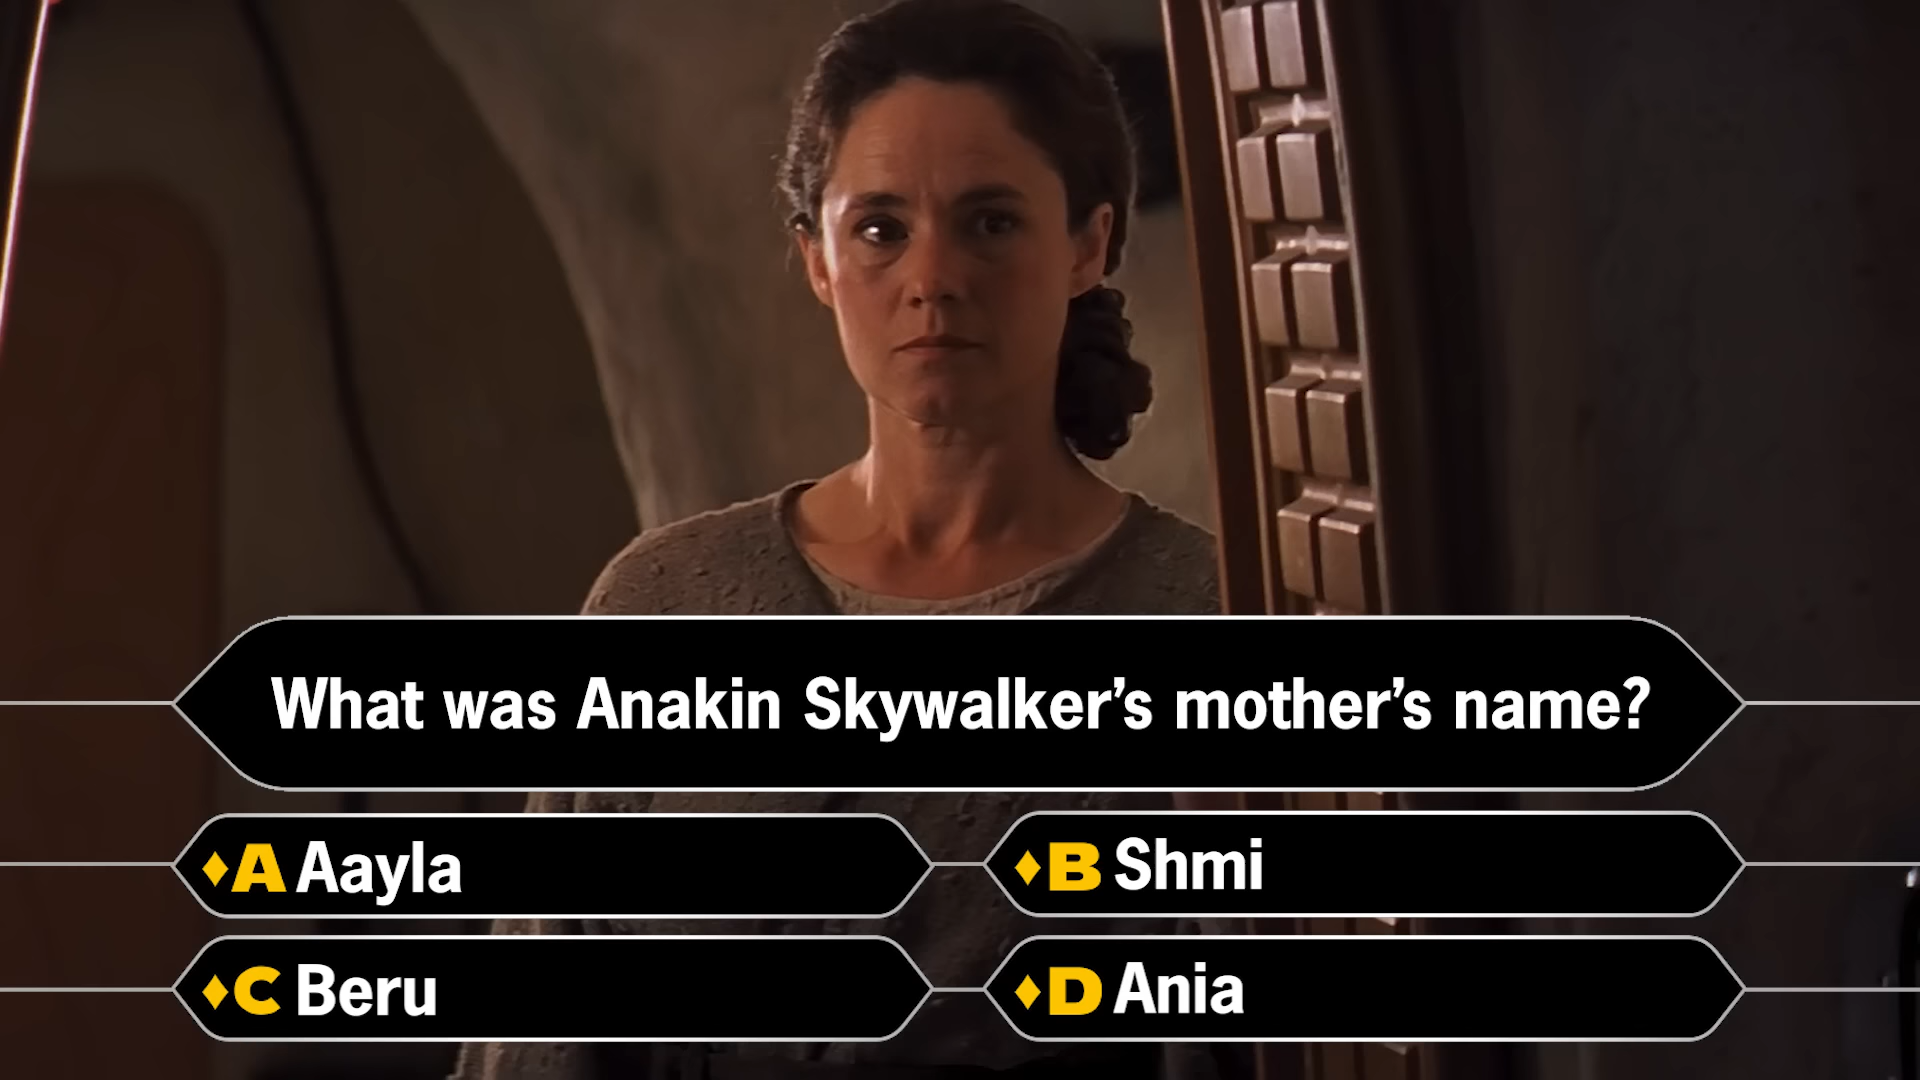 What was Anakin Skywalker’s mother’s name?
A Aayla
B Shmi
C Beru
D Ania